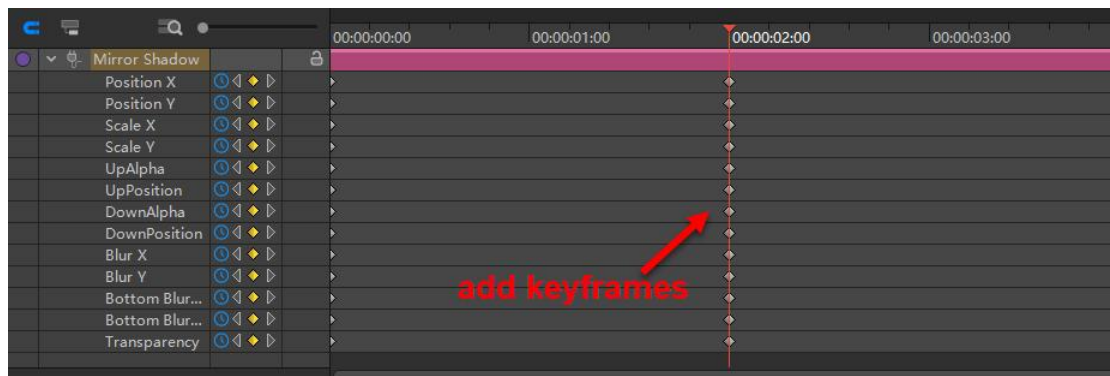 00:00:00:00 00:00:01:00 00:00:02:00 00:00:03:00
Mirror Shadow
Position X
Position Y
Scale X
Scale Y
UpAlpha
UpPosition
DownAlpha
DownPosition
Blur X
Blur Y
add keyframes
Bottom Blur...
Bottom Blur...
Transparency